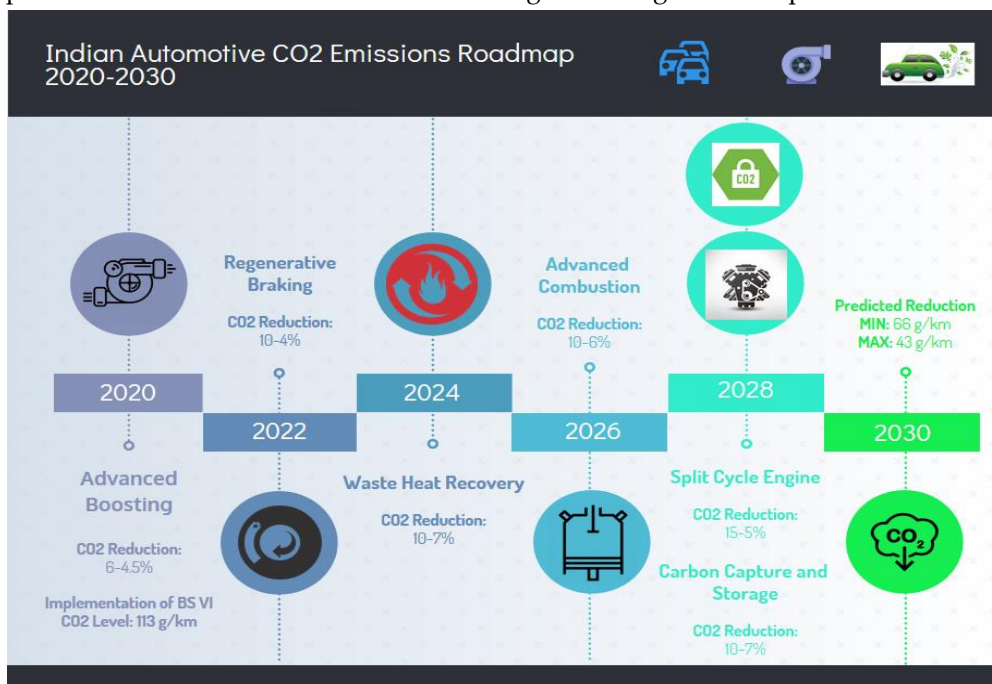 Indian Automotive CO2 Emissions Roadmap
2020-2030
CO2
Regenerative
Braking
CO2 Reduction:
10-4%
Advanced
Combustion
CO2 Reduction:
10-6%
Predicted Reduction
MIN: 66 g/km
MAX: 43 g/km
2020
2024
2028
2022
2026
2030
Advanced
Boosting
CO2 Reduction:
6-4.5%
Implementation of BS VI
CO2 Level: 113 g/km
Waste Heat Recovery
CO2 Reduction:
10-7%
Split Cycle Engine
CO2 Reduction:
15-5%
Carbon Capture and
Storage
CO2 Reduction:
10-7%
CO₂